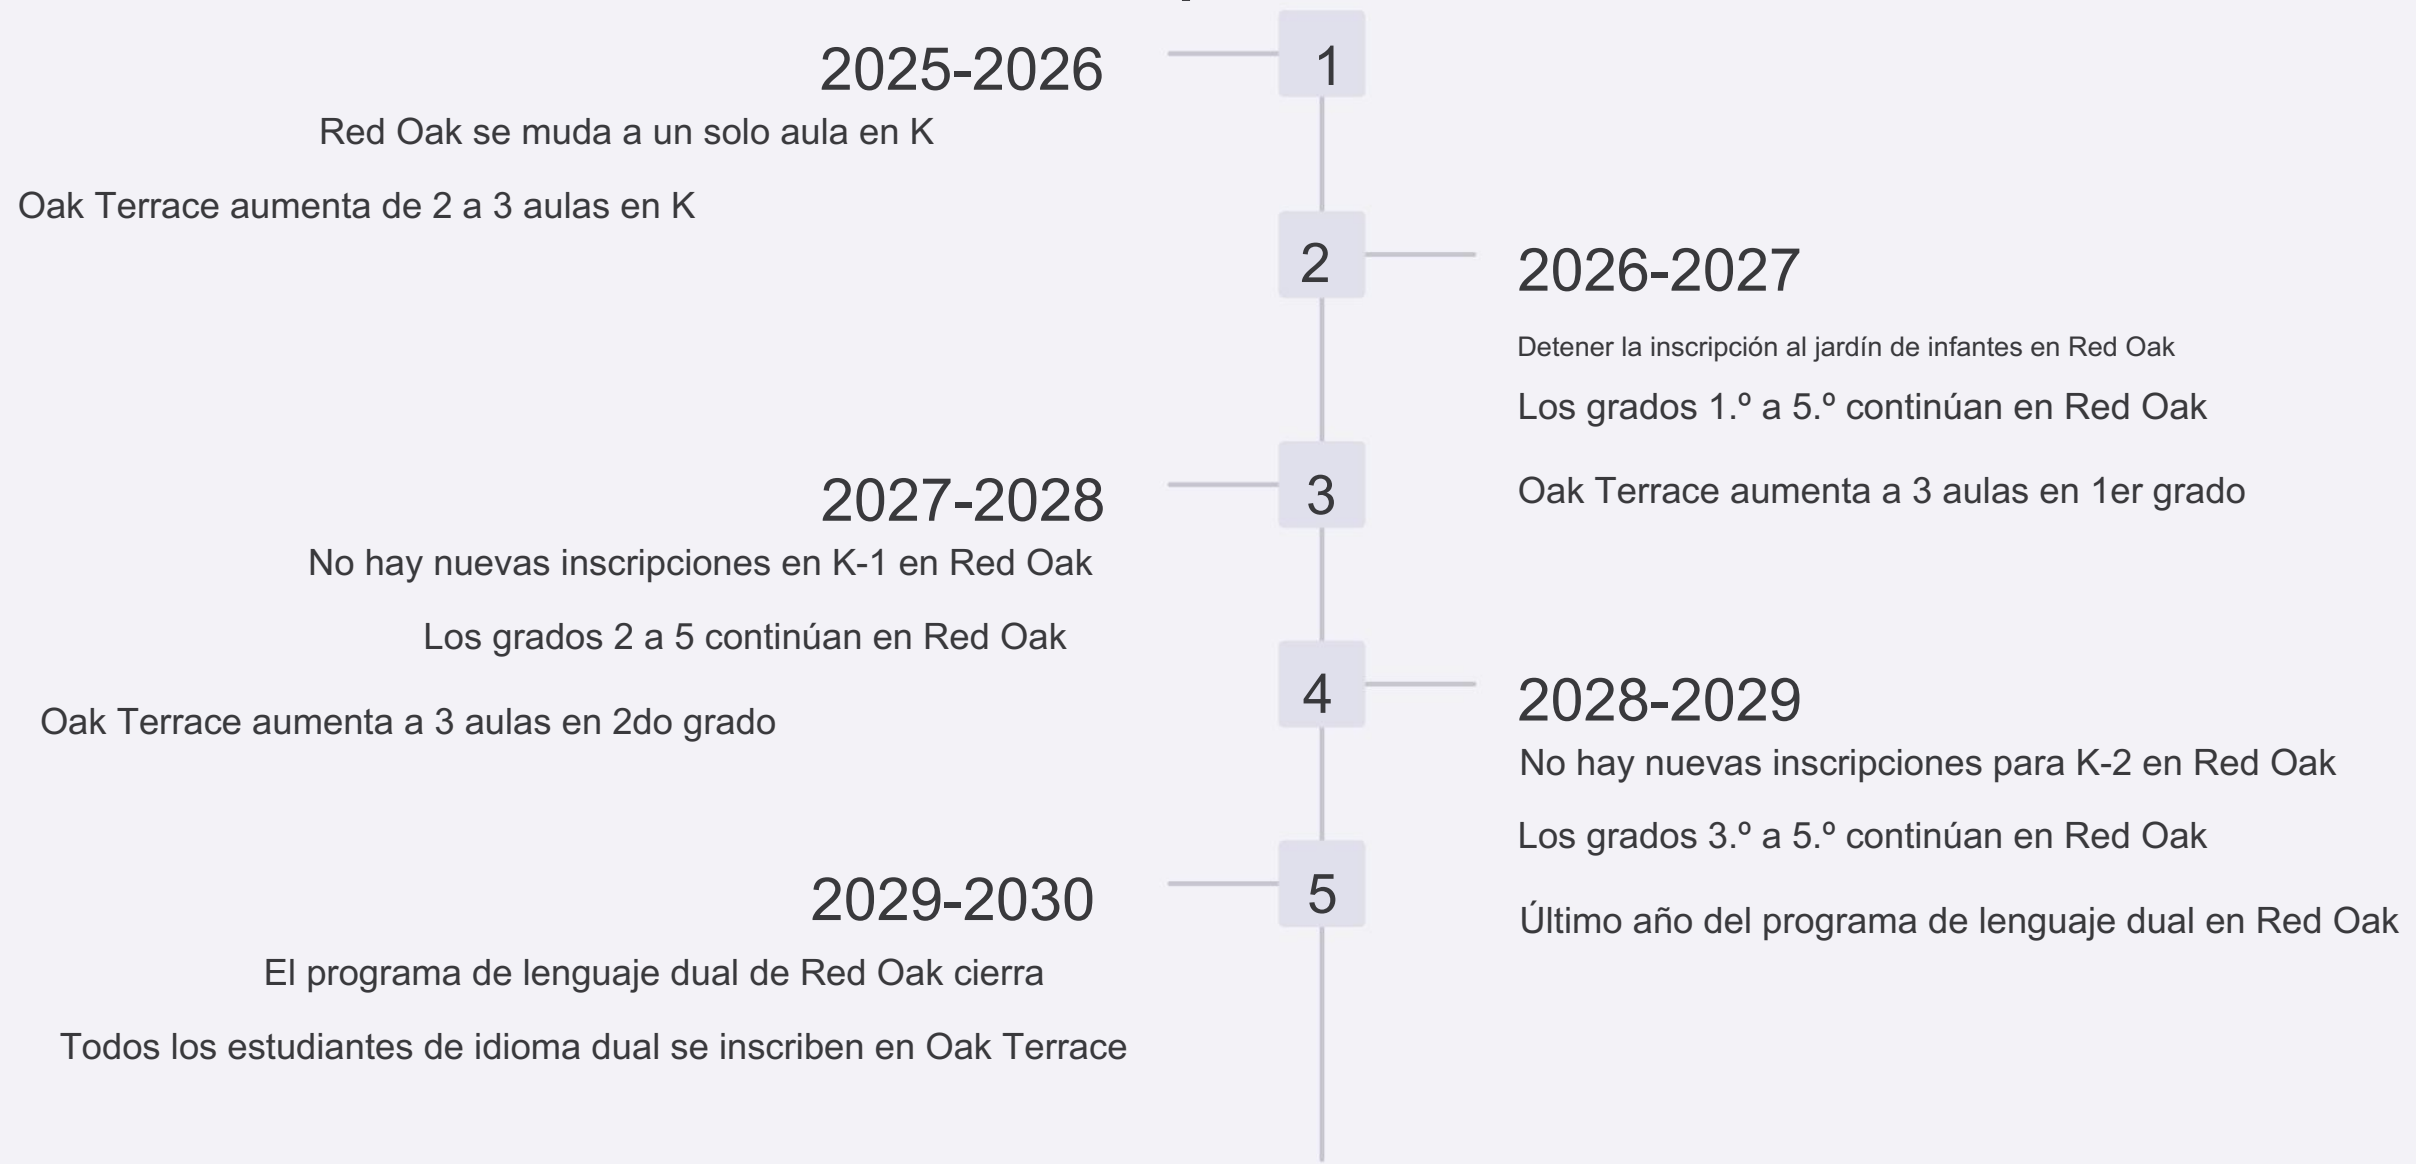 1
2025-2026
Red Oak se muda a un solo aula en K
Oak Terrace aumenta de 2 a 3 aulas en K
2
2026-2027
Detener la inscripción al jardín de infantes en Red Oak
Los grados 1.º a 5.º continúan en Red Oak
Oak Terrace aumenta a 3 aulas en 1er grado
3
2027-2028
No hay nuevas inscripciones en K-1 en Red Oak
Los grados 2 a 5 continúan en Red Oak
Oak Terrace aumenta a 3 aulas en 2do grado
4
2028-2029
No hay nuevas inscripciones para K-2 en Red Oak
Los grados 3.º a 5.º continúan en Red Oak
Último año del programa de lenguaje dual en Red Oak
5
2029-2030
El programa de lenguaje dual de Red Oak cierra
Todos los estudiantes de idioma dual se inscriben en Oak Terrace